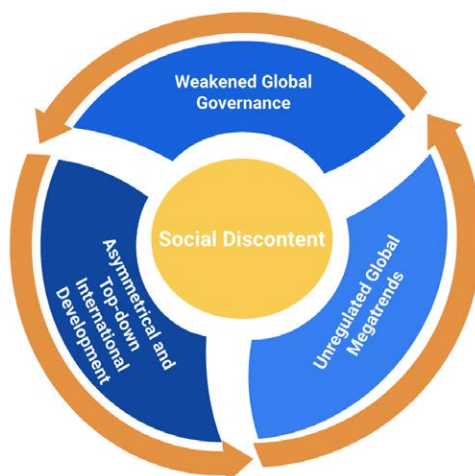 Weakened Global
Governance
Social Discontent
Asymmetrical and
Top-down
International
Development
Unregulated Global
Megatrends